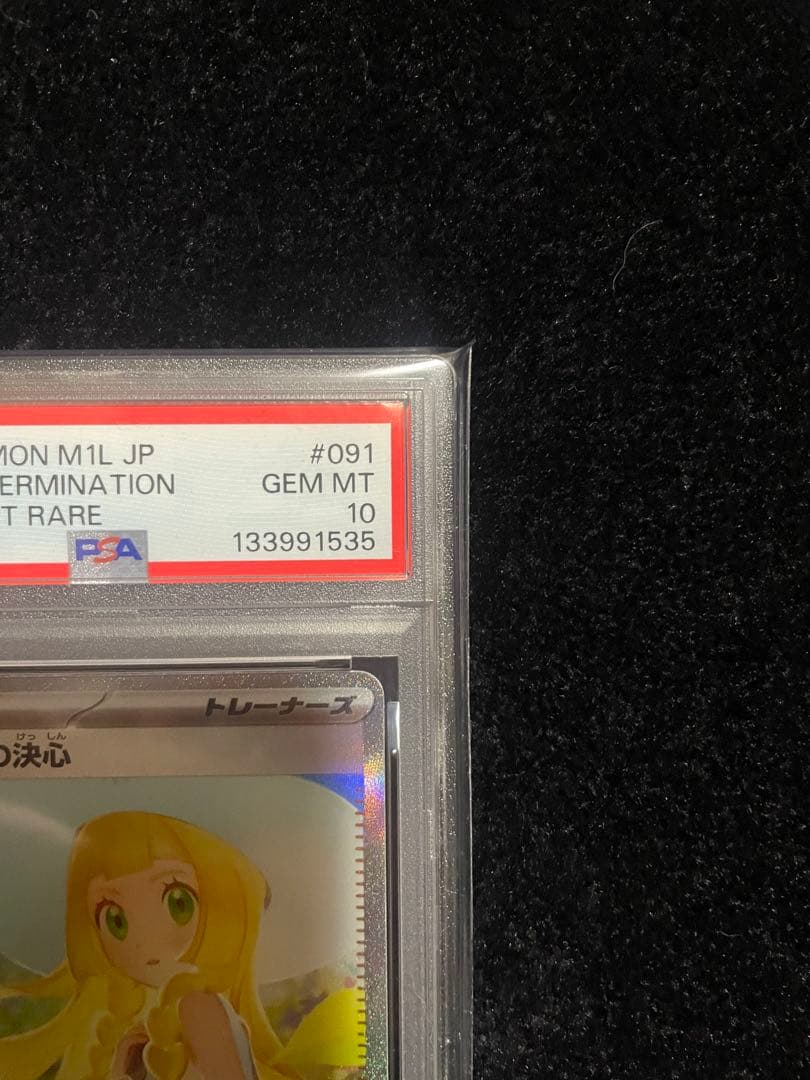 MON M1L JP #091
ERMINATION GEM MT
T RARE 10
PSA 133991535
トレーナーズ
けっしん
の決心